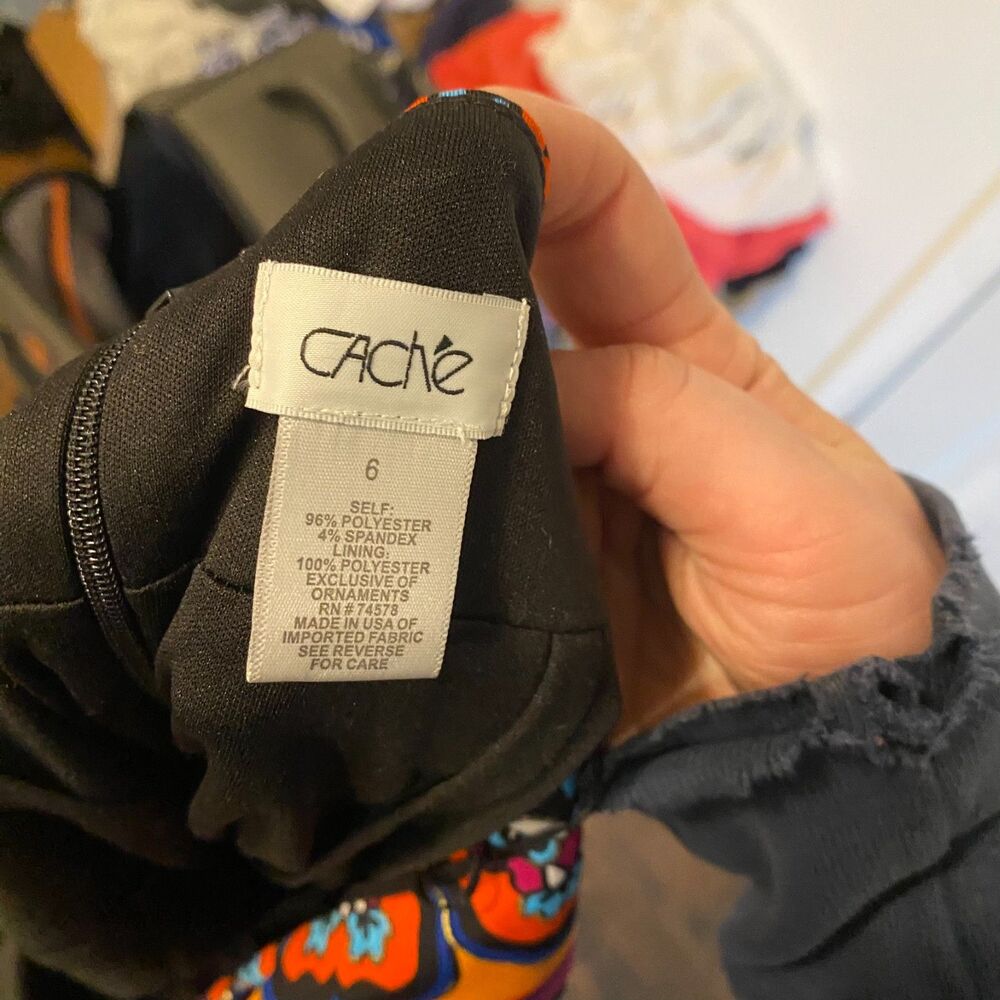 CACHÉ
6
SELF:
96% POLYESTER
4% SPANDEX
LINING:
100% POLYESTER
EXCLUSIVE OF
ORNAMENTS
RN # 74578
MADE IN USA OF
IMPORTED FABRIC
SEE REVERSE
FOR CARE